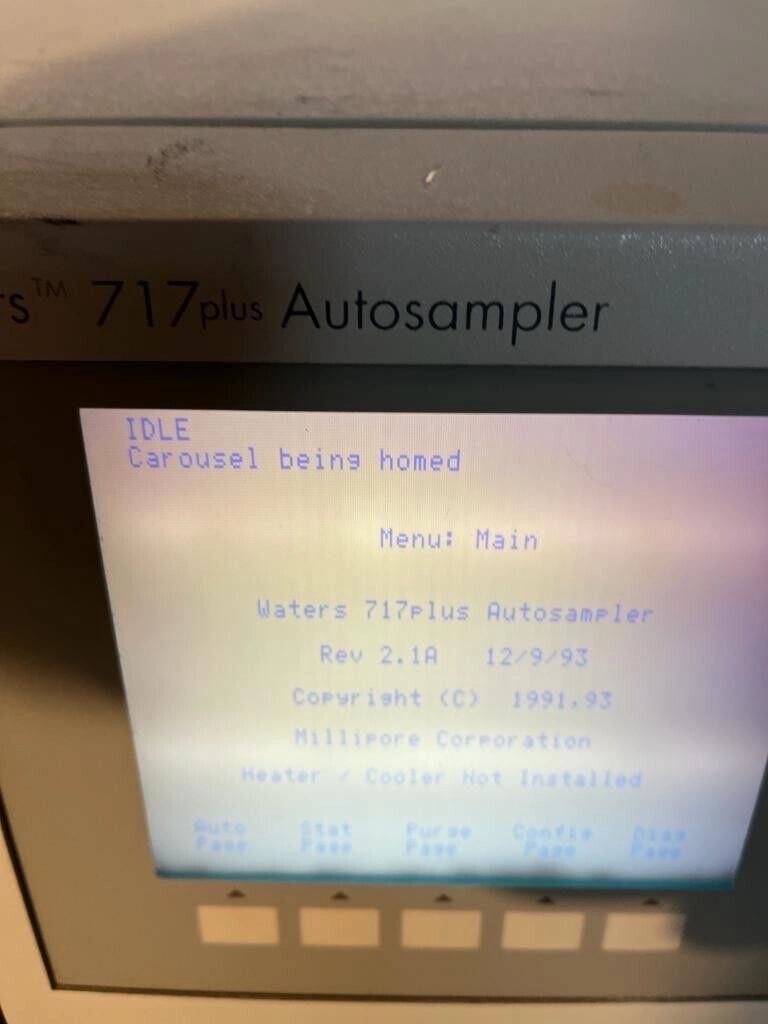 rs™ 717plus Autosampler
IDLE
Carousel being homed
Menu: Main
Waters 717plus Autosampler
Rev 2.1A 12/9/93
Copyright (C) 1991,93
Millipore Corporation
Heater / Cooler Not Installed
Auto Stat Purge Config Diag
Page Page Page Page Page